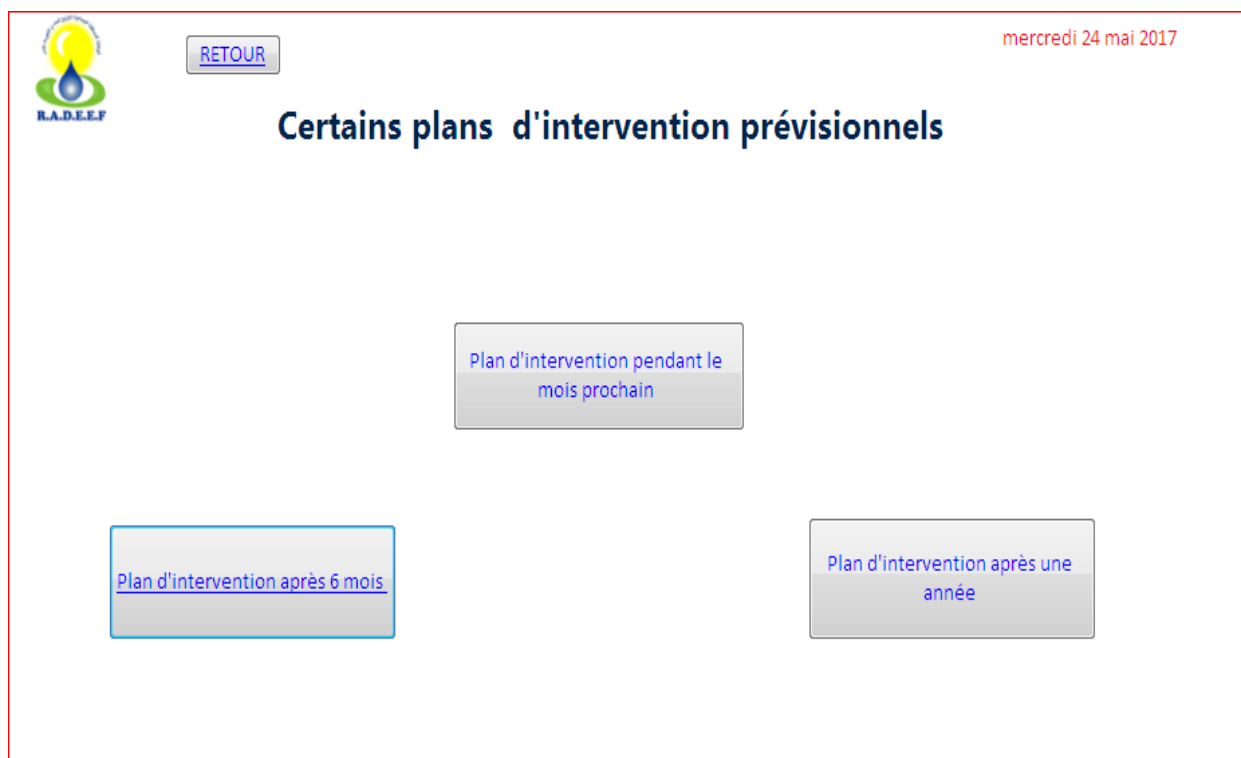 mercredi 24 mai 2017
RETOUR
R.A.D.E.E.F
Certains plans d'intervention prévisionnels
Plan d'intervention pendant le
mois prochain
Plan d'intervention après 6 mois
Plan d'intervention après une
année